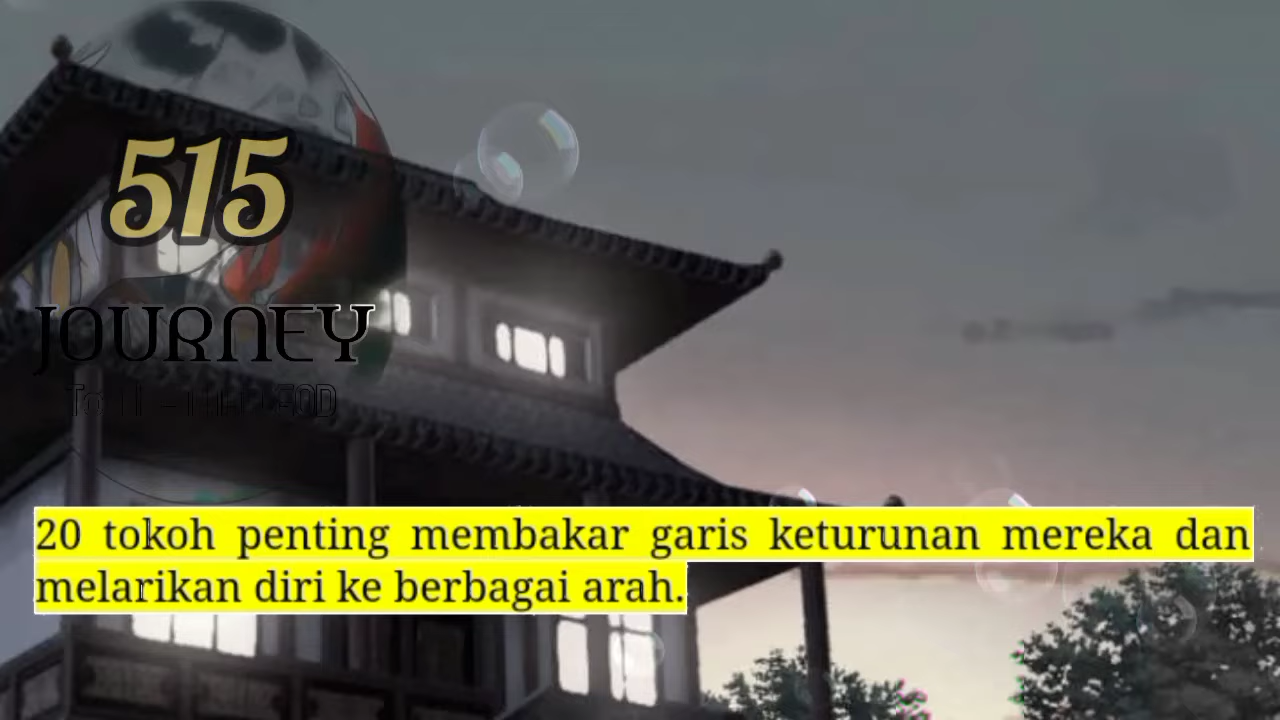 515
JOURNEY
20 tokoh penting membakar garis keturunan mereka dan
melarikan diri ke berbagai arah.